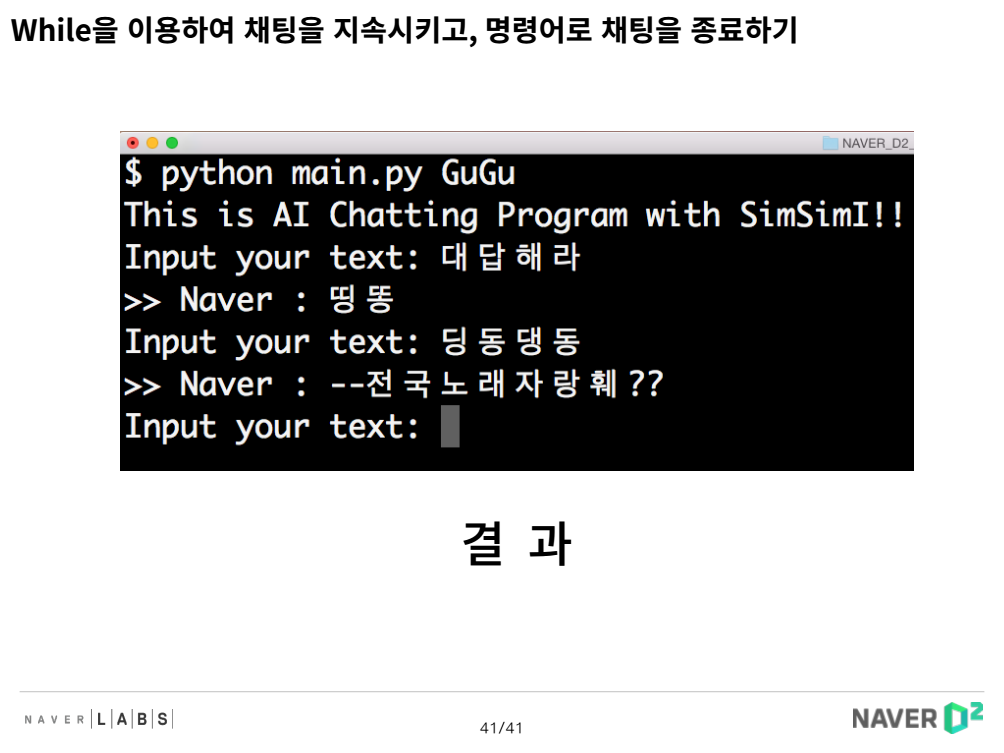 While을 이용하여 채팅을 지속시키고, 명령어로 채팅을 종료하기
NAVER_D2_
$ python main.py GuGu
This is AI Chatting Program with SimSimI!!
Input your text: 대답해라
>> Naver : 띵똥
Input your text: 딩동댕동
>> Naver : --전국노래자랑훼??
Input your text:
결 과
NAVER|L|A|B|S|
41/41
NAVER D2